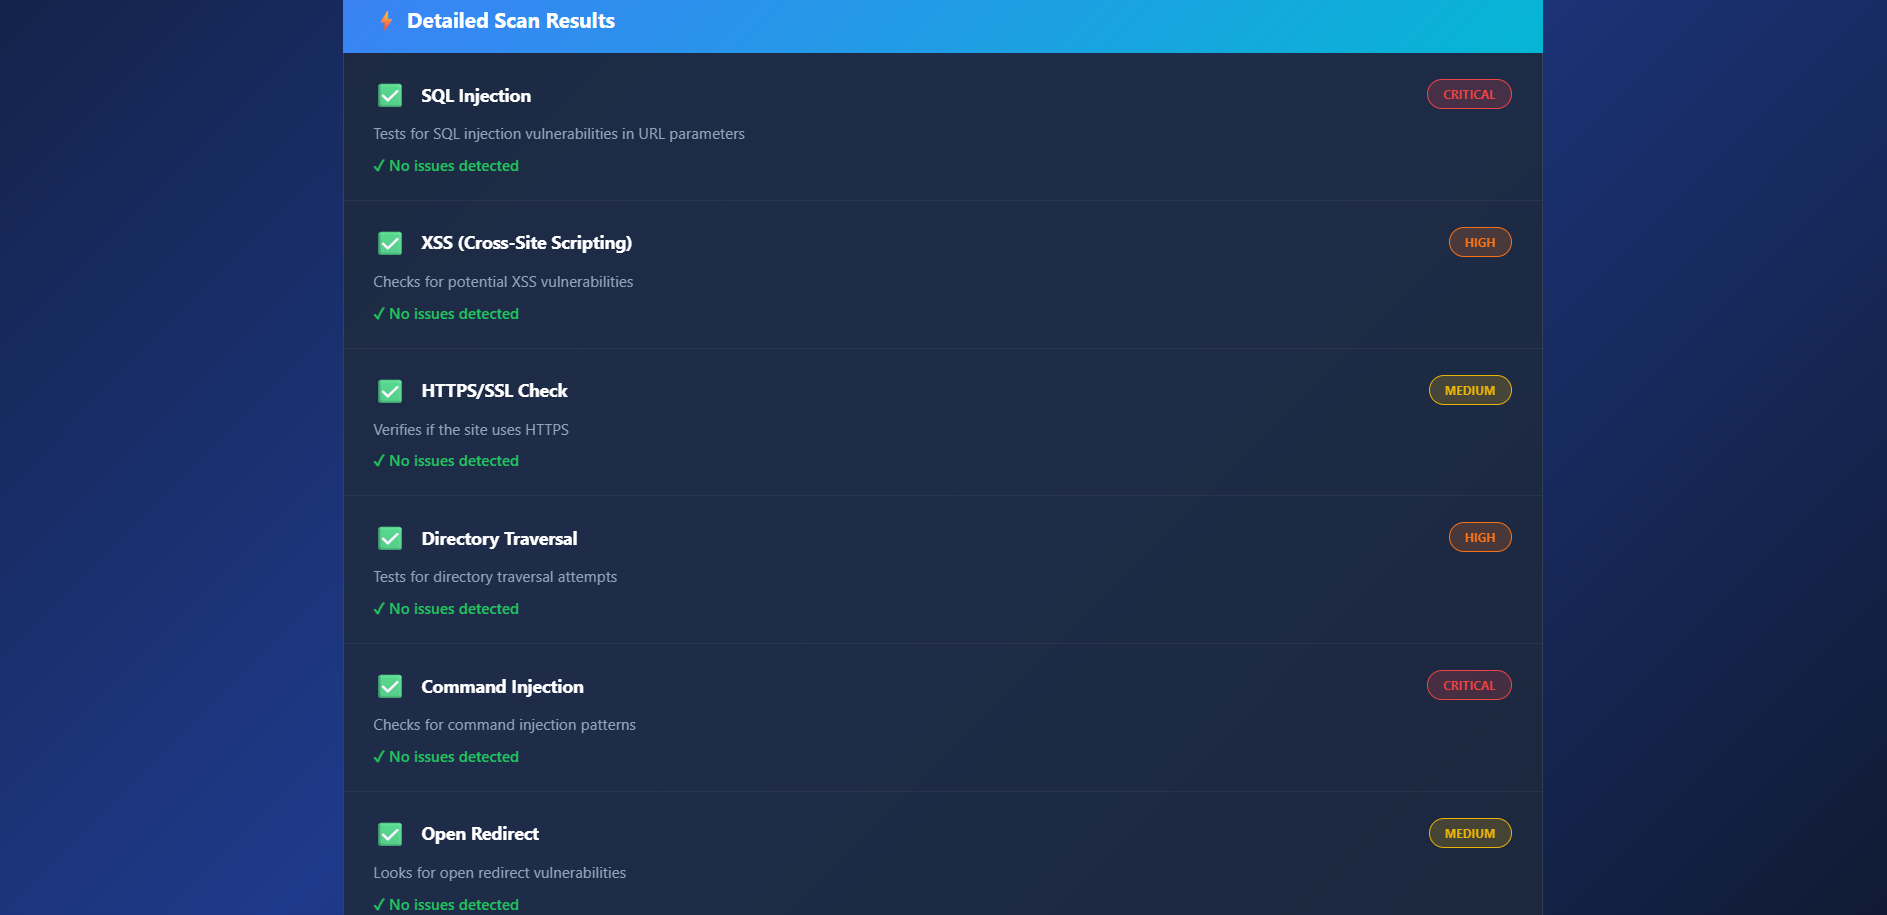 Detailed Scan Results
SQL Injection
CRITICAL
Tests for SQL injection vulnerabilities in URL parameters
✓ No issues detected
XSS (Cross-Site Scripting)
HIGH
Checks for potential XSS vulnerabilities
✓ No issues detected
HTTPS/SSL Check
MEDIUM
Verifies if the site uses HTTPS
✓ No issues detected
Directory Traversal
HIGH
Tests for directory traversal attempts
✓ No issues detected
Command Injection
CRITICAL
Checks for command injection patterns
✓ No issues detected
Open Redirect
MEDIUM
Looks for open redirect vulnerabilities
✓ No issues detected